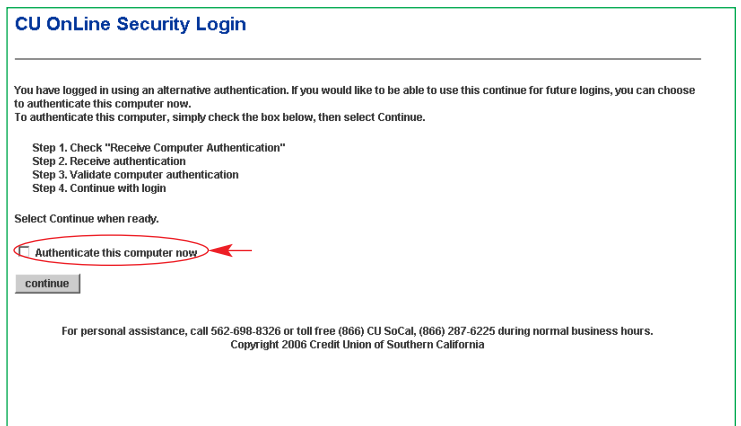 CU OnLine Security Login
You have logged in using an alternative authentication. If you would like to be able to use this continue for future logins, you can choose
to authenticate this computer now.
To authenticate this computer, simply check the box below, then select Continue.
Step 1. Check "Receive Computer Authentication"
Step 2. Receive authentication
Step 3. Validate computer authentication
Step 4. Continue with login
Select Continue when ready.
Authenticate this computer now
continue
For personal assistance, call 562-698-8326 or toll free (866) CU SoCal, (866) 287-6225 during normal business hours.
Copyright 2006 Credit Union of Southern California